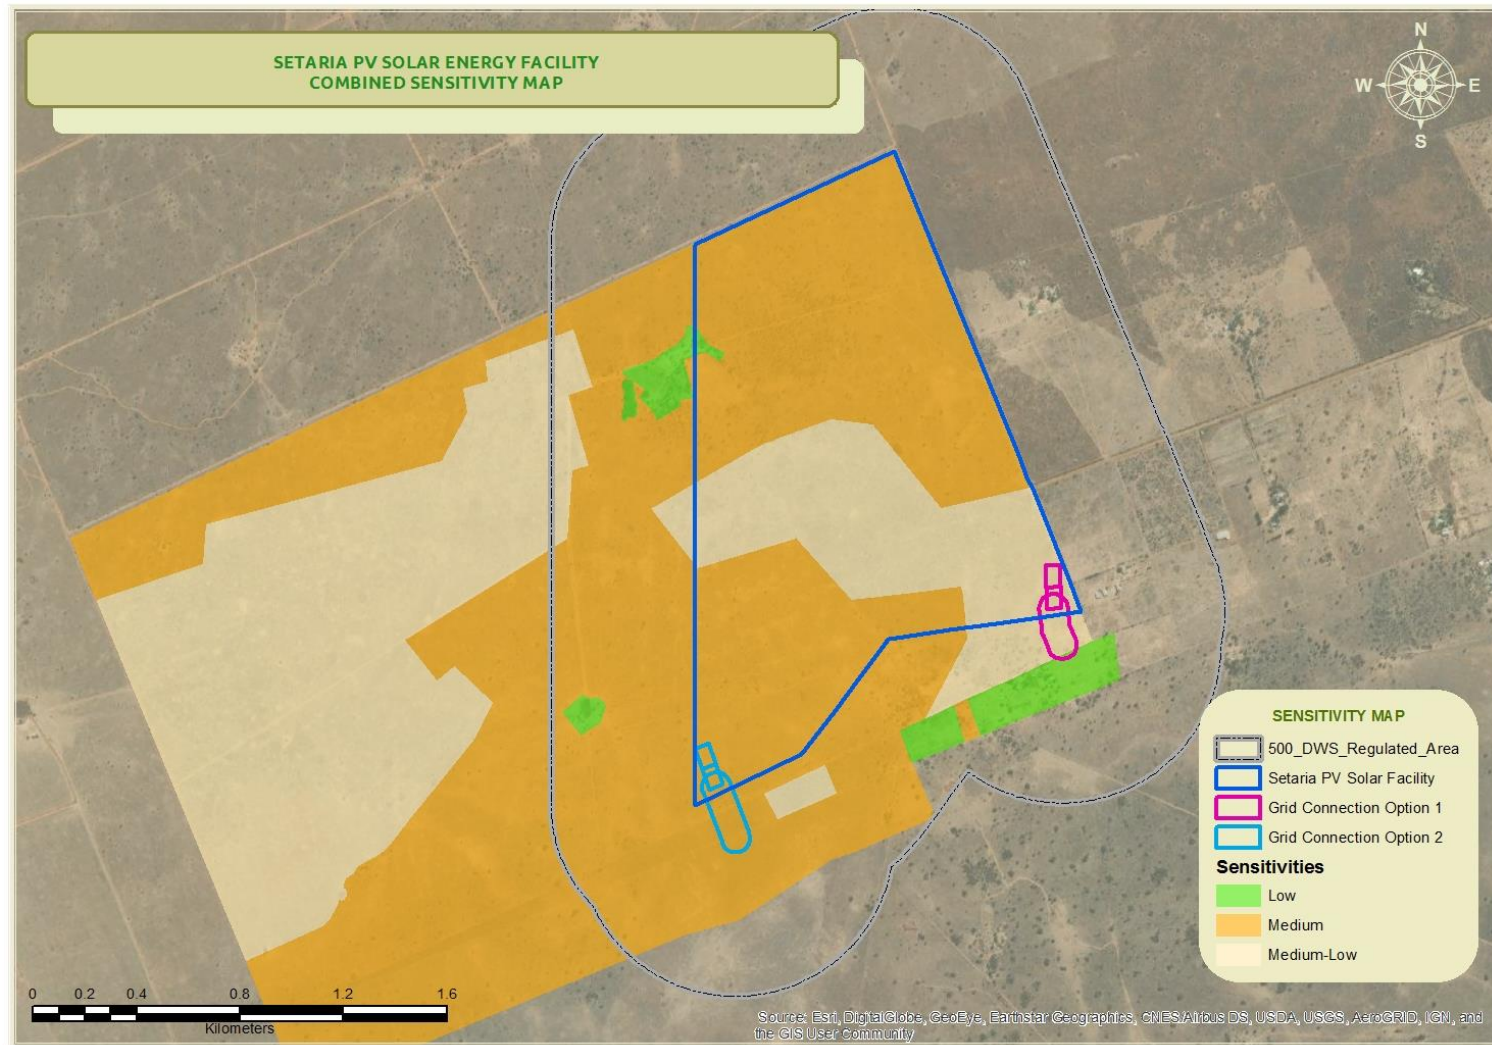 SETARIA PV SOLAR ENERGY FACILITY
COMBINED SENSITIVITY MAP
N
W
E
S
SENSITIVITY MAP
500_DWS_Regulated_Area
Setaria PV Solar Facility
Grid Connection Option 1
Grid Connection Option 2
Sensitivities
Low
Medium
Medium-Low
0 0.2 0.4 0.8 1.2 1.6
Kilometers
Source: Esri, DigitalGlobe, GeoEye, Earthstar Geographics, CNES/Airbus DS, USDA, USGS, AeroGRID, IGN, and
the GIS User Community